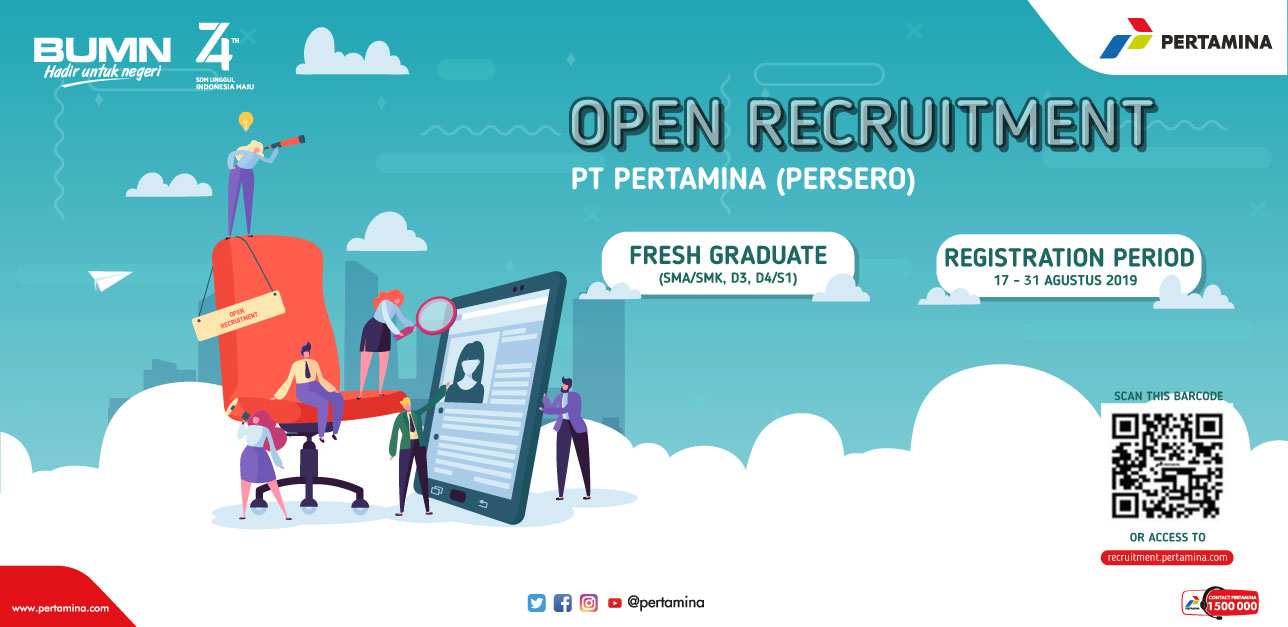 BUMN
Hadir untuk negeri
74TH
SDN UNGGUL
INDONESIA MAJU
PERTAMINA
OPEN RECRUITMENT
PT PERTAMINA (PERSERO)
FRESH GRADUATE
(SMA/SMK, D3, D4/S1)
REGISTRATION PERIOD
17 – 31 AGUSTUS 2019
OPEN
RECRUITMENT
SCAN THIS BARCODE
OR ACCESS TO
recruitment.pertamina.com
www.pertamina.com
@pertamina
PERTAMINA
CONTACT PERTAMINA
1500 000